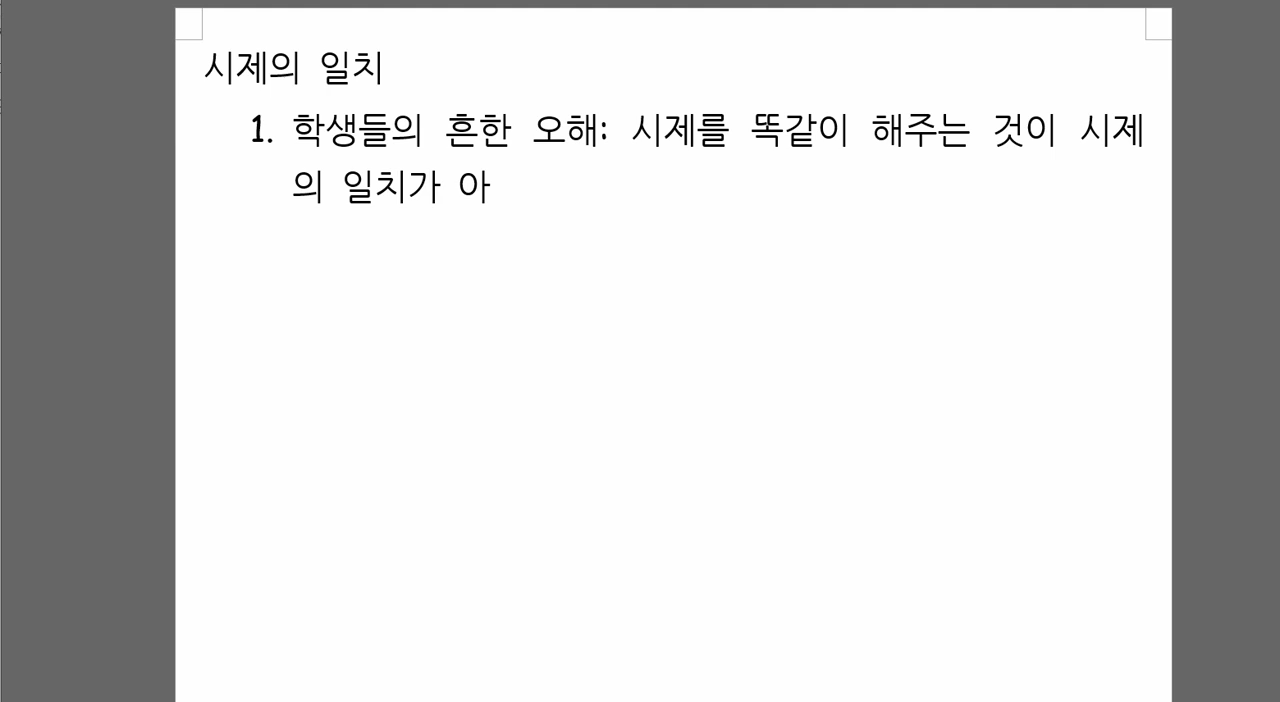 시제의 일치
1. 학생들의 흔한 오해: 시제를 똑같이 해주는 것이 시제
의 일치가 아